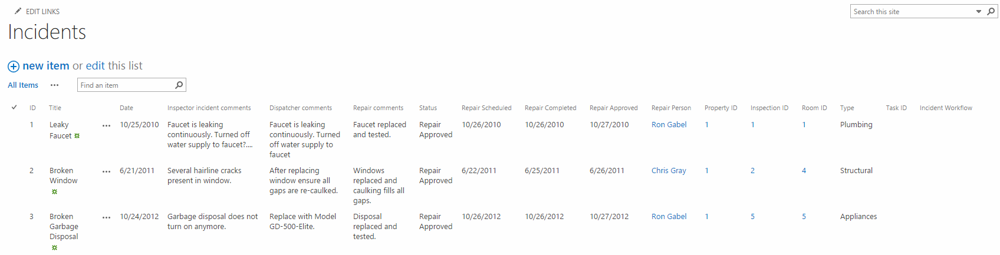 EDIT LINKS
Search this site
Incidents
new item or edit this list
All Items ••• Find an item
ID Title Date Inspector incident comments Dispatcher comments Repair comments Status Repair Scheduled Repair Completed Repair Approved Repair Person Property ID Inspection ID Room ID Type Task ID Incident Workflow
1 Leaky ••• 10/25/2010 Faucet is leaking Faucet is leaking Faucet replaced Repair 10/26/2010 10/26/2010 10/27/2010 Ron Gabel 1 1 1 Plumbing
Faucet continuously. Turned off continuously. Turned and tested. Approved
water supply to faucet?.... off water supply to
faucet
2 Broken ••• 6/21/2011 Several hairline cracks After replacing Windows Repair 6/22/2011 6/25/2011 6/26/2011 Chris Gray 1 2 4 Structural
Window present in window. window ensure all replaced and Approved
gaps are re-caulked. caulking fills all
gaps.
3 Broken ••• 10/24/2012 Garbage disposal does not Replace with Model Disposal Repair 10/26/2012 10/26/2012 10/27/2012 Ron Gabel 1 5 5 Appliances
Garbage turn on anymore. GD-500-Elite. replaced and Approved
Disposal tested.